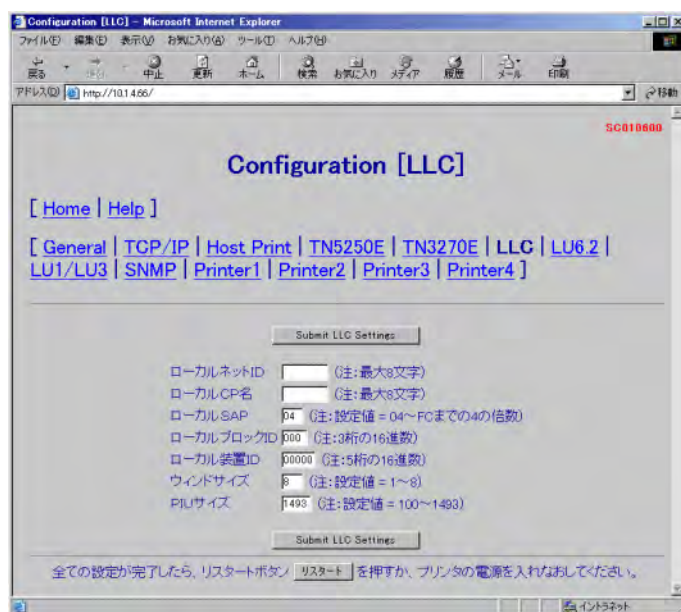 Configuration [LLC] - Microsoft Internet Explorer
ファイル(F) 編集(E) 表示(V) お気に入り(A) ツール(T) ヘルプ(H)
戻る 中止 更新 ホーム 検索 お気に入り メディア 履歴 メール 印刷
アドレス(D) http://10.1.4.66/ 移動
SC010600
Configuration [LLC]
[ Home | Help ]
[ General | TCP/IP | Host Print | TN5250E | TN3270E | LLC | LU6.2 |
LU1/LU3 | SNMP | Printer1 | Printer2 | Printer3 | Printer4 ]
Submit LLC Settings
ローカルネットID (注:最大8文字)
ローカルCP名 (注:最大8文字)
ローカルSAP 04 (注:設定値 = 04~FCまでの4の倍数)
ローカルブロックID 000 (注:3桁の16進数)
ローカル装置ID 00000 (注:5桁の16進数)
ウィンドサイズ 8 (注:設定値 = 1~8)
PIUサイズ 1493 (注:設定値 = 100~1493)
Submit LLC Settings
全ての設定が完了したら、リスタートボタン リスタート を押すか、プリンタの電源を入れなおしてください。
イントラネット